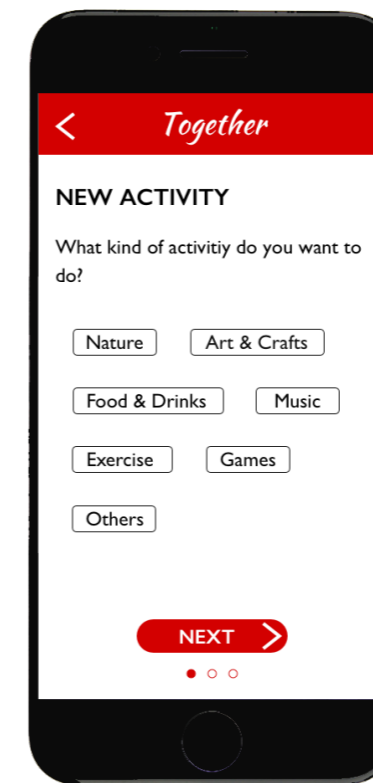 Together
NEW ACTIVITY
What kind of activitiy do you want to
do?
Nature Art & Crafts
Food & Drinks Music
Exercise Games
Others
NEXT